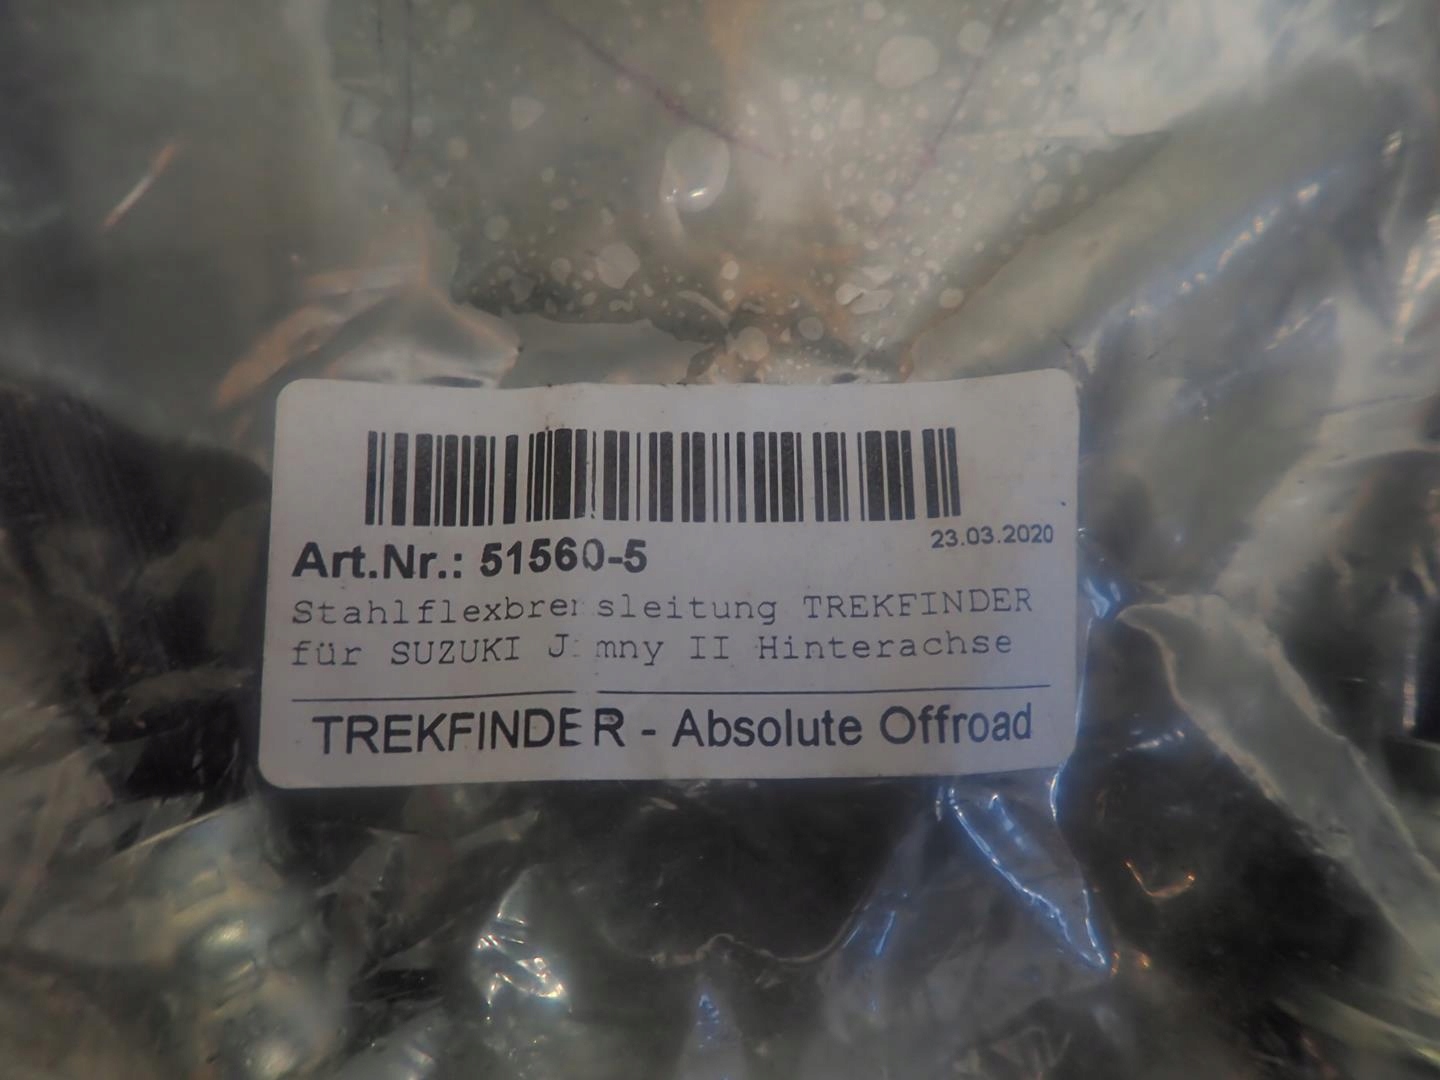 23.03.2020
Art.Nr.: 51560-5
Stahlflexbremsleitung TREKFINDER
für SUZUKI Jimny II Hinterachse
TREKFINDER - Absolute Offroad